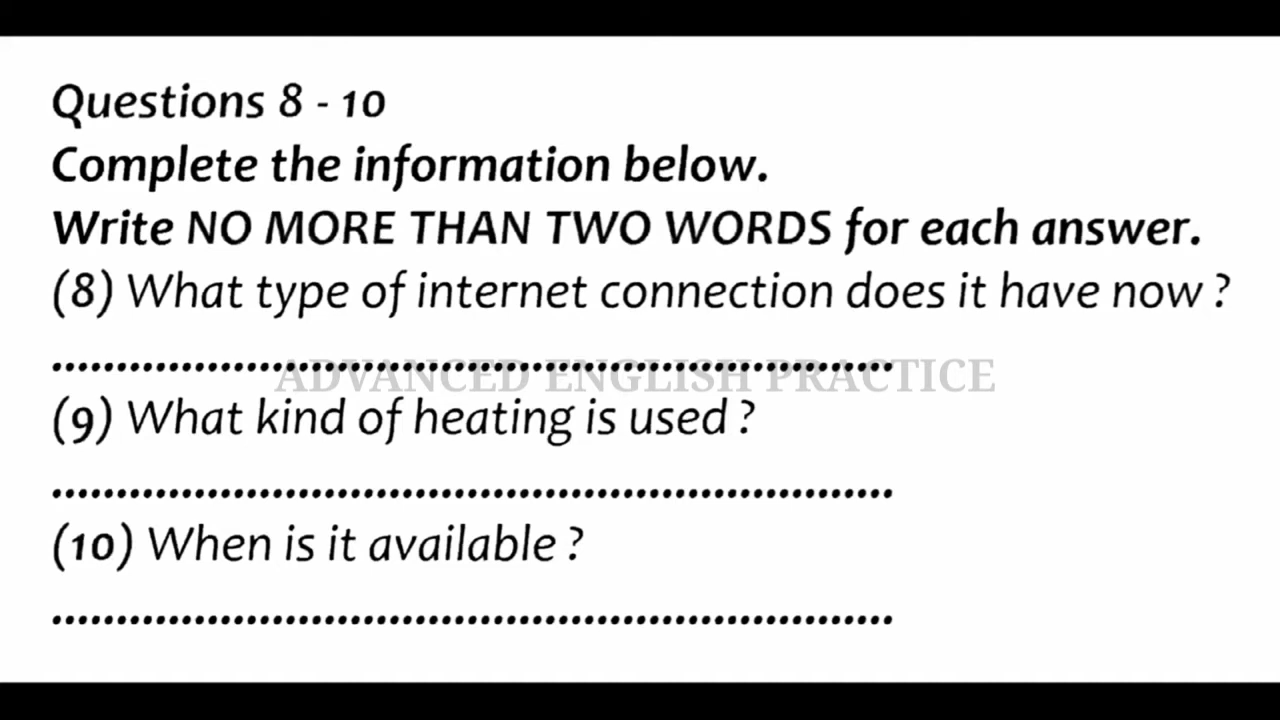 Questions 8 - 10
Complete the information below.
Write NO MORE THAN TWO WORDS for each answer.
(8) What type of internet connection does it have now ?
.................................................................
ADVANCED ENGLISH PRACTICE
(9) What kind of heating is used ?
.................................................................
(10) When is it available ?
.................................................................